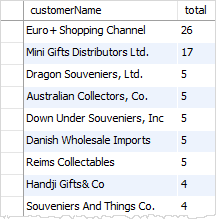 customerName total
Euro+ Shopping Channel 26
Mini Gifts Distributors Ltd. 17
Dragon Souveniers, Ltd. 5
Australian Collectors, Co. 5
Down Under Souveniers, Inc 5
Danish Wholesale Imports 5
Reims Collectables 5
Handji Gifts& Co 4
Souveniers And Things Co. 4